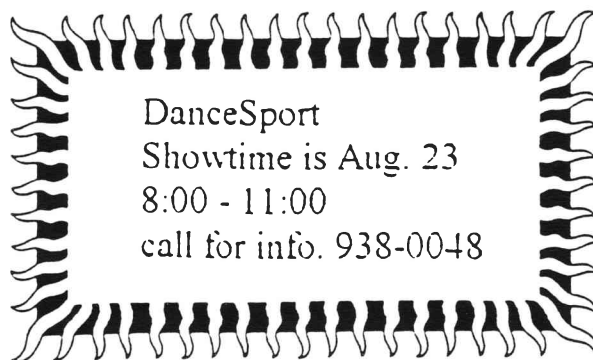 DanceSport
Showtime is Aug. 23
8:00 - 11:00
call for info. 938-0048